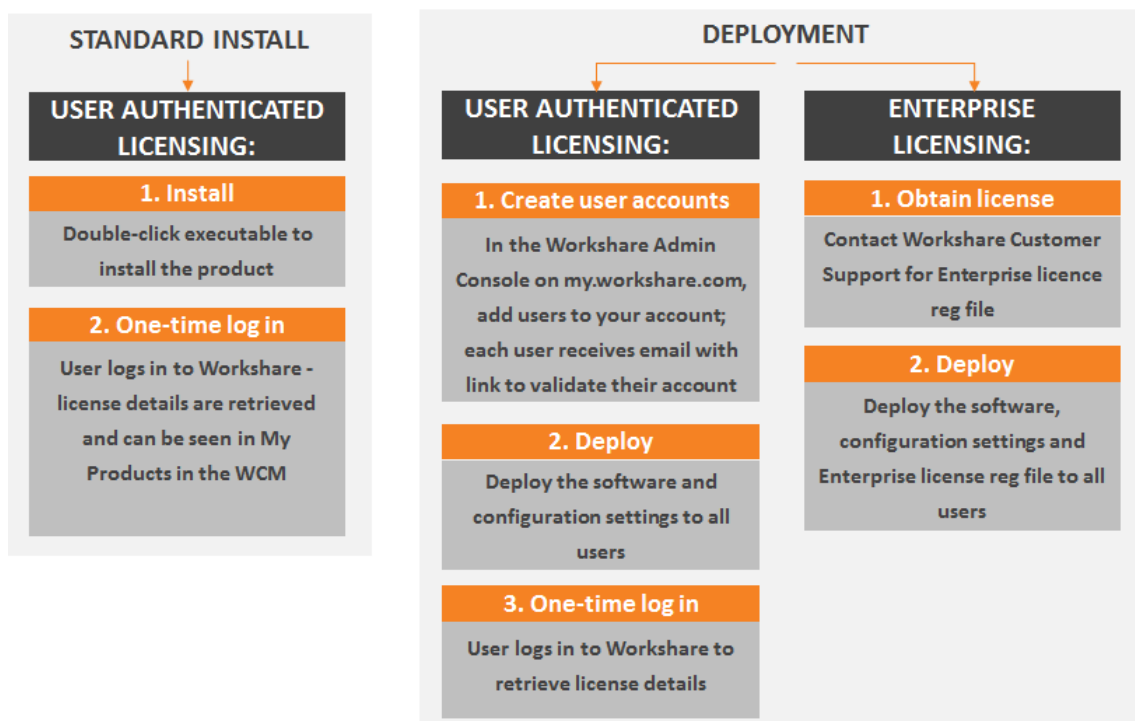 STANDARD INSTALL
USER AUTHENTICATED
LICENSING:
1. Install
Double-click executable to
install the product
2. One-time log in
User logs in to Workshare -
license details are retrieved
and can be seen in My
Products in the WCM
DEPLOYMENT
USER AUTHENTICATED
LICENSING:
1. Create user accounts
In the Workshare Admin
Console on my.workshare.com,
add users to your account;
each user receives email with
link to validate their account
2. Deploy
Deploy the software and
configuration settings to all
users
3. One-time log in
User logs in to Workshare to
retrieve license details
ENTERPRISE
LICENSING:
1. Obtain license
Contact Workshare Customer
Support for Enterprise licence
reg file
2. Deploy
Deploy the software,
configuration settings and
Enterprise license reg file to all
users